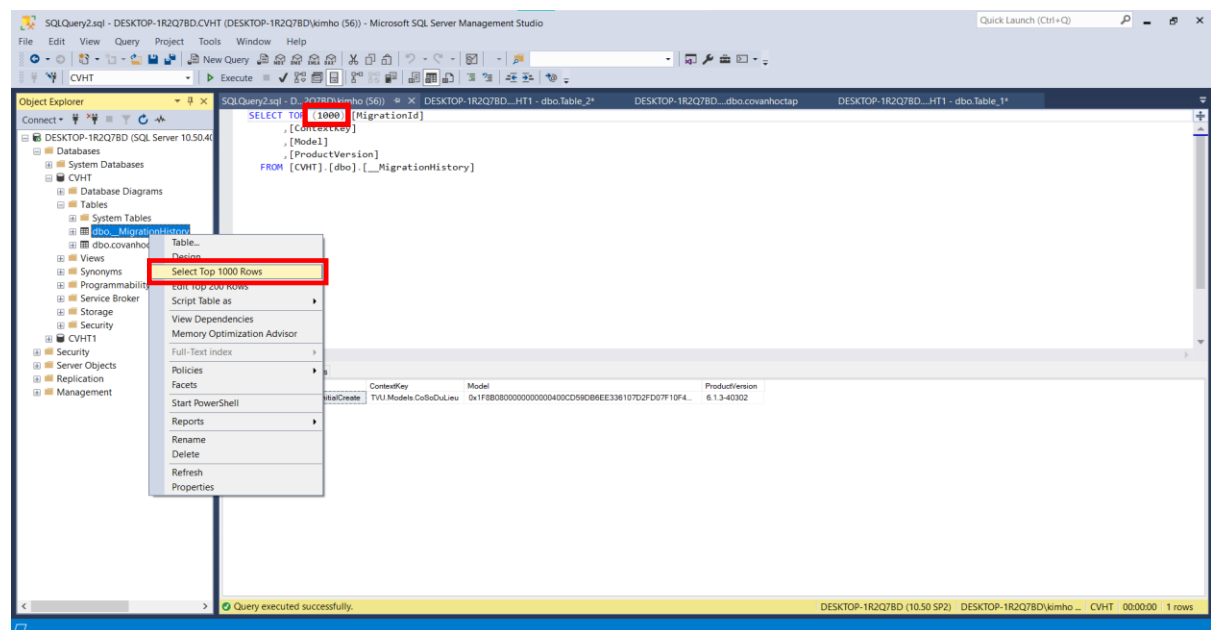 SQLQuery2.sql - DESKTOP-1R2Q7BD.CVHT (DESKTOP-1R2Q7BD\kimho (56)) - Microsoft SQL Server Management Studio
Quick Launch (Ctrl+Q)
File Edit View Query Project Tools Window Help
New Query
CVHT
Execute
Object Explorer
SQLQuery2.sql - D...2Q7BD\kimho (56))
DESKTOP-1R2Q7BD....HT1 - dbo.Table_2*
DESKTOP-1R2Q7BD....dbo.covanhoctap
DESKTOP-1R2Q7BD....HT1 - dbo.Table_1*
Connect
DESKTOP-1R2Q7BD (SQL Server 10.50.40
Databases
System Databases
CVHT
Database Diagrams
Tables
System Tables
dbo.__MigrationHistory
dbo.covanhoc
Views
Synonyms
Programmability
Service Broker
Storage
Security
CVHT1
Security
Server Objects
Replication
Management
SELECT TOP (1000) [MigrationId]
,[ContextKey]
,[Model]
,[ProductVersion]
FROM [CVHT].[dbo].[__MigrationHistory]
Table...
Design
Select Top 1000 Rows
Edit Top 200 Rows
Script Table as
View Dependencies
Memory Optimization Advisor
Full-Text index
Policies
Facets
Start PowerShell
Reports
Rename
Delete
Refresh
Properties
ContextKey Model ProductVersion
nitialCreate TVU.Models.CoSoDuLieu 0x1F8B0800000000000400CD59DB6EE336107D2FD07F10F4... 6.1.3-40302
Query executed successfully.
DESKTOP-1R2Q7BD (10.50 SP2) DESKTOP-1R2Q7BD\kimho ... CVHT 00:00:00 1 rows